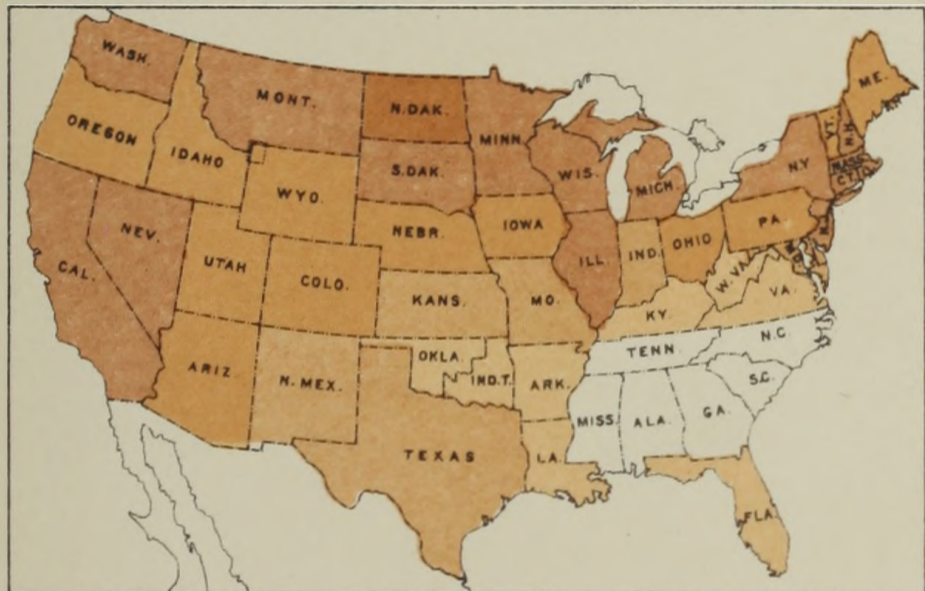 WASH.
MONT.
N.DAK.
MINN.
ME.
OREGON
IDAHO
S.DAK.
WIS.
MICH.
N.Y.
VT.
N.H.
MASS.
CT.
WYO.
NEBR.
IOWA
PA.
NEV.
CAL.
UTAH
COLO.
ILL.
IND.
OHIO
W.VA.
VA.
KANS.
MO.
KY.
ARIZ.
N. MEX.
OKLA.
IND.T.
ARK.
TENN.
N.C.
S.C.
TEXAS
LA.
MISS.
ALA.
GA.
FLA.